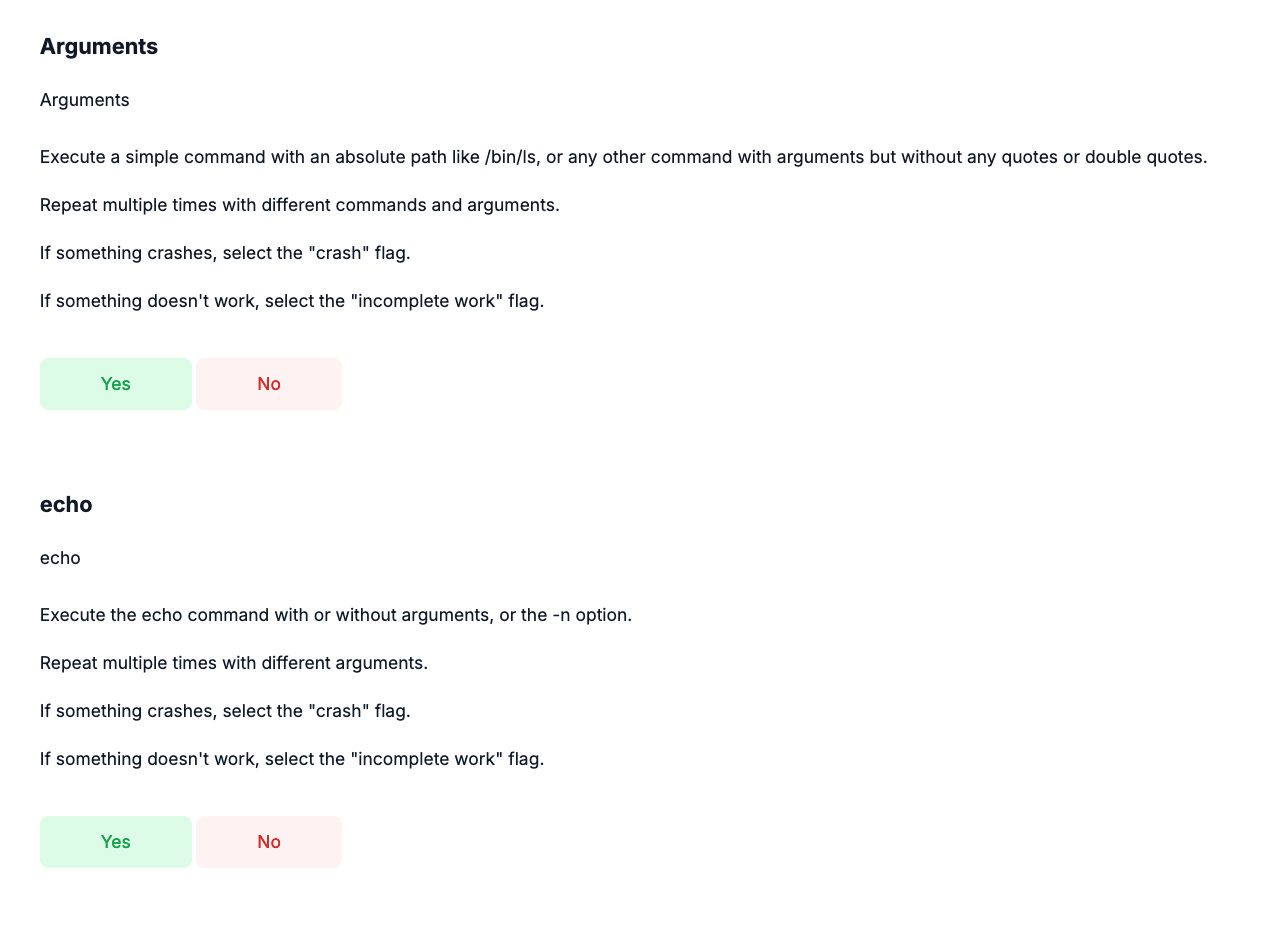 Arguments
Arguments
Execute a simple command with an absolute path like /bin/ls, or any other command with arguments but without any quotes or double quotes.
Repeat multiple times with different commands and arguments.
If something crashes, select the "crash" flag.
If something doesn't work, select the "incomplete work" flag.
Yes No
echo
echo
Execute the echo command with or without arguments, or the -n option.
Repeat multiple times with different arguments.
If something crashes, select the "crash" flag.
If something doesn't work, select the "incomplete work" flag.
Yes No